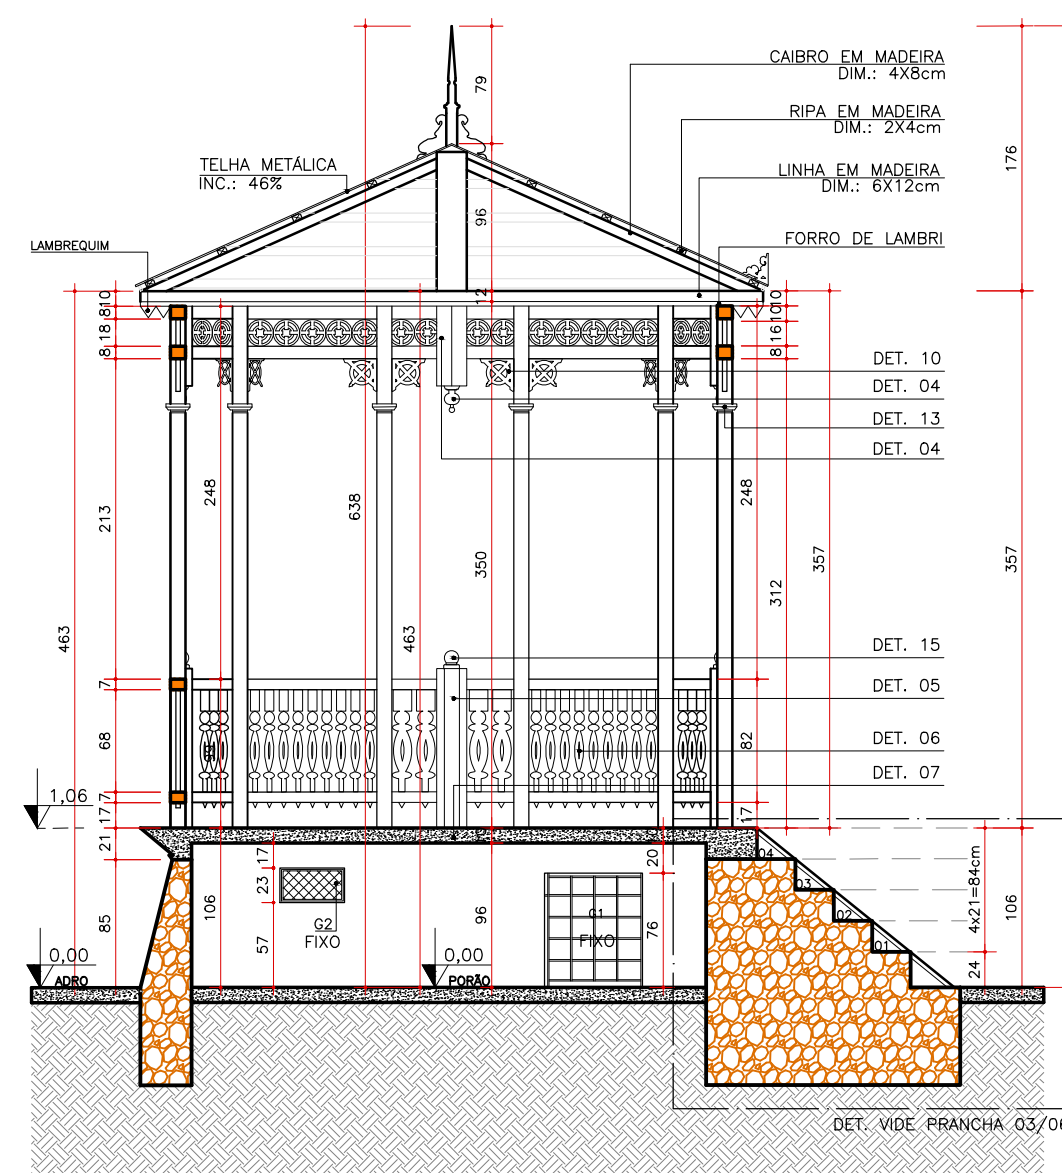 CAIBRO EM MADEIRA
DIM.: 4X8cm
RIPA EM MADEIRA
DIM.: 2X4cm
LINHA EM MADEIRA
DIM.: 6X12cm
FORRO DE LAMBRI
TELHA METÁLICA
INC.: 46%
LAMBREQUIM
79
96
12
176
10
8
18
8
10
10
16
8
DET. 10
DET. 04
DET. 13
DET. 04
213
248
638
350
248
312
357
357
463
463
DET. 15
DET. 05
DET. 06
DET. 07
7
68
7
17
21
85
82
17
1,06
106
17
23
57
G2
FIXO
96
G1
FIXO
20
76
04
03
02
01
4x21=84cm
24
106
0,00
ADRO
0,00
PORÃO
DET. VIDE PRANCHA 03/06